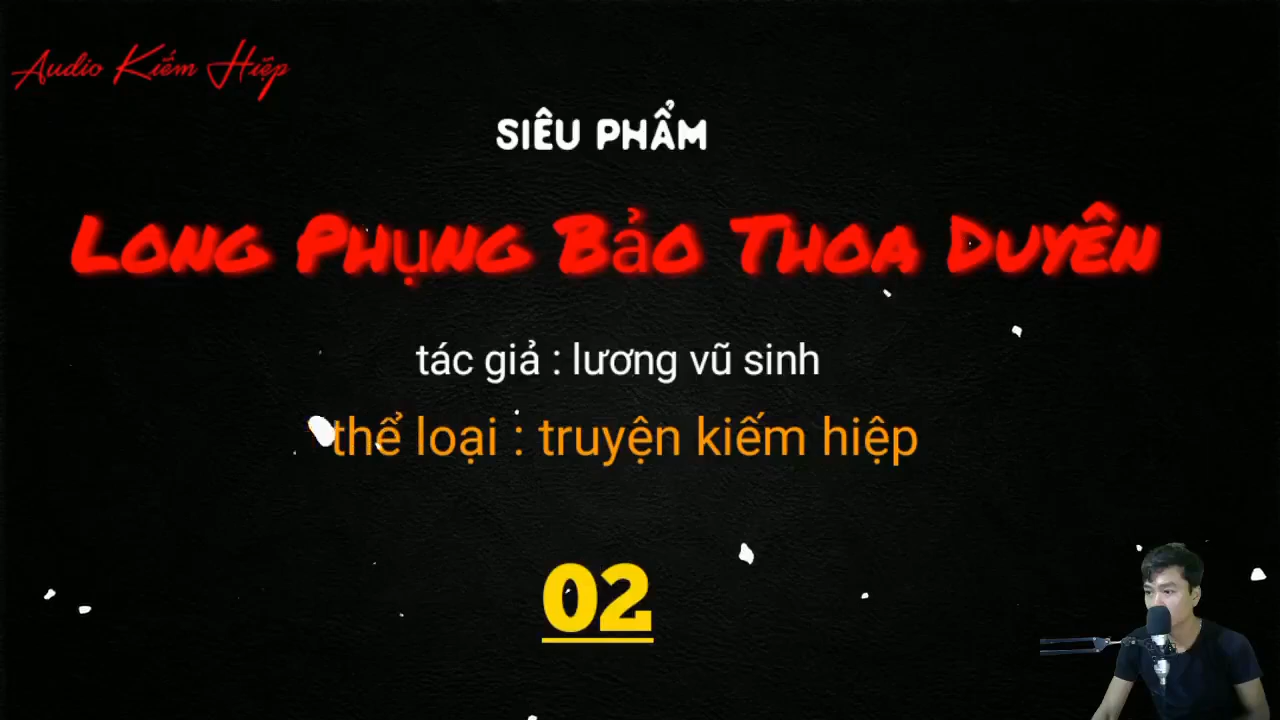 Audio Kiếm Hiệp
SIÊU PHẨM
LONG PHỤNG BẢO THOA DUYÊN
tác giả : lương vũ sinh
thể loại : truyện kiếm hiệp
02